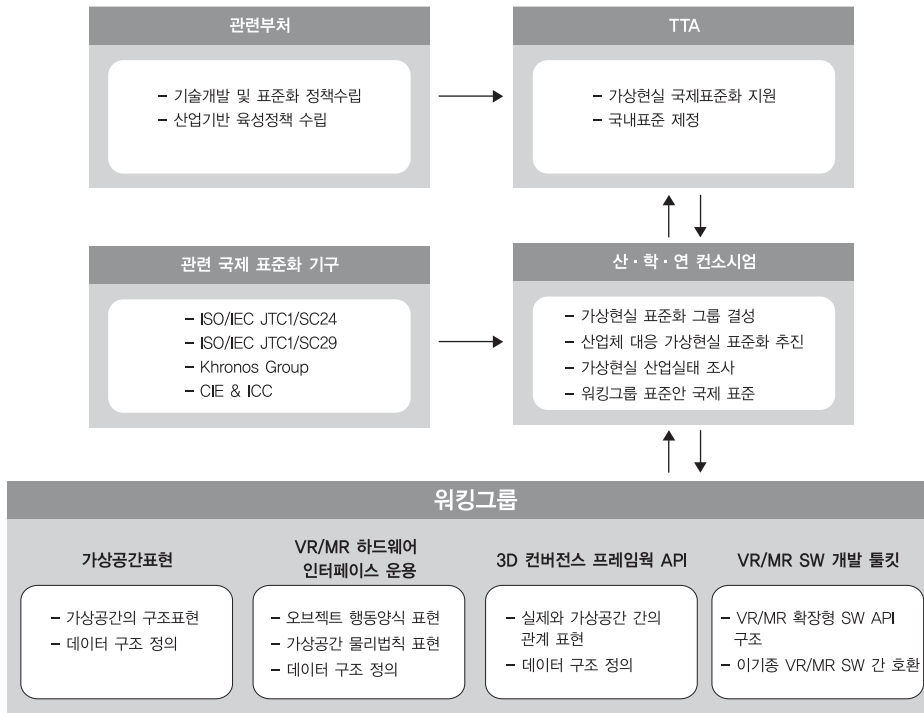 관련부처
– 기술개발 및 표준화 정책수립
– 산업기반 육성정책 수립
TTA
– 가상현실 국제표준화 지원
– 국내표준 제정
관련 국제 표준화 기구
– ISO/IEC JTC1/SC24
– ISO/IEC JTC1/SC29
– Khronos Group
– CIE & ICC
산·학·연 컨소시엄
– 가상현실 표준화 그룹 결성
– 산업체 대응 가상현실 표준화 추진
– 가상현실 산업실태 조사
– 워킹그룹 표준안 국제 표준
워킹그룹
가상공간표현
– 가상공간의 구조표현
– 데이터 구조 정의
VR/MR 하드웨어
인터페이스 운용
– 오브젝트 행동양식 표현
– 가상공간 물리법칙 표현
– 데이터 구조 정의
3D 컨버전스 프레임웍 API
– 실제와 가상공간 간의
관계 표현
– 데이터 구조 정의
VR/MR SW 개발 툴킷
– VR/MR 확장형 SW API
구조
– 이기종 VR/MR SW 간 호환